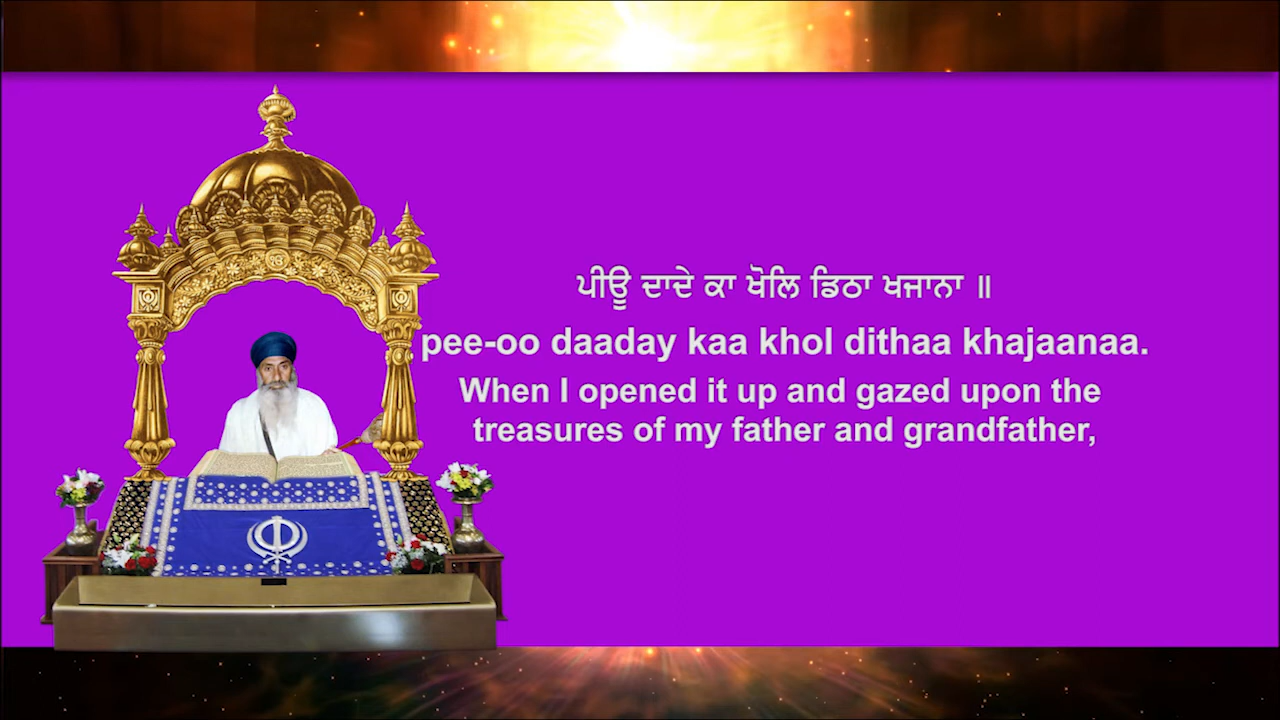 ਪੀਊ ਦਾਦੇ ਕਾ ਖੋਲਿ ਡਿਠਾ ਖਜਾਨਾ ॥
pee-oo daaday kaa khol dithaa khajaanaa.
When I opened it up and gazed upon the
treasures of my father and grandfather,